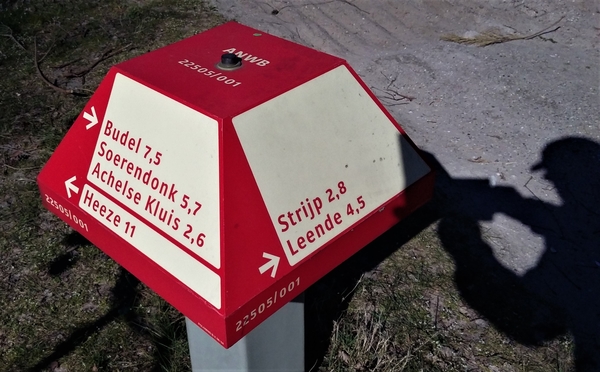 ANWB
22505/001
Budel 7,5
Soerendonk 5,7
Achelse Kluis 2,6
Heeze 11
22505/001
Strijp 2,8
Leende 4,5
22505/001